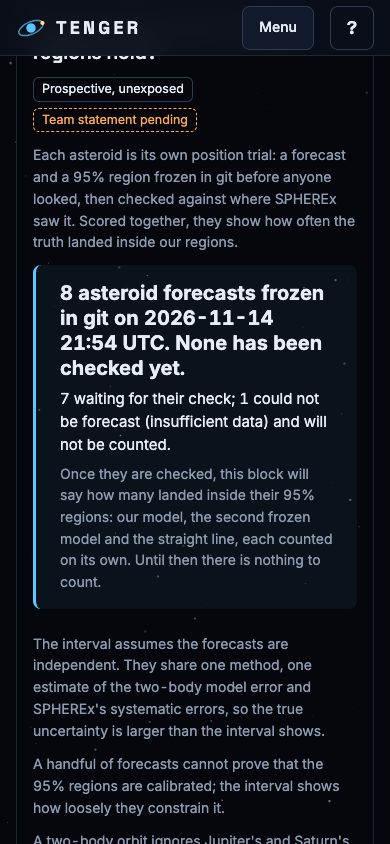 TENGER
Menu
?
regions hold?
Prospective, unexposed
Team statement pending
Each asteroid is its own position trial: a forecast
and a 95% region frozen in git before anyone
looked, then checked against where SPHEREx
saw it. Scored together, they show how often the
truth landed inside our regions.
8 asteroid forecasts frozen
in git on 2026-11-14
21:54 UTC. None has been
checked yet.
7 waiting for their check; 1 could not
be forecast (insufficient data) and will
not be counted.
Once they are checked, this block will
say how many landed inside their 95%
regions: our model, the second frozen
model and the straight line, each counted
on its own. Until then there is nothing to
count.
The interval assumes the forecasts are
independent. They share one method, one
estimate of the two-body model error and
SPHEREx's systematic errors, so the true
uncertainty is larger than the interval shows.
A handful of forecasts cannot prove that the
95% regions are calibrated; the interval shows
how loosely they constrain it.
A two-body orbit ignores Jupiter's and Saturn's